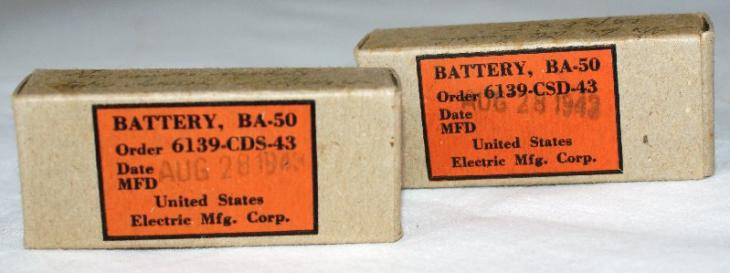 BATTERY, BA-50
Order 6139-CDS-43
Date
AUG 28 1943
MFD
United States
Electric Mfg. Corp.
BATTERY, BA-50
Order 6139-CSD-43
AUG 28 1943
Date
MFD
United States
Electric Mfg. Corp.